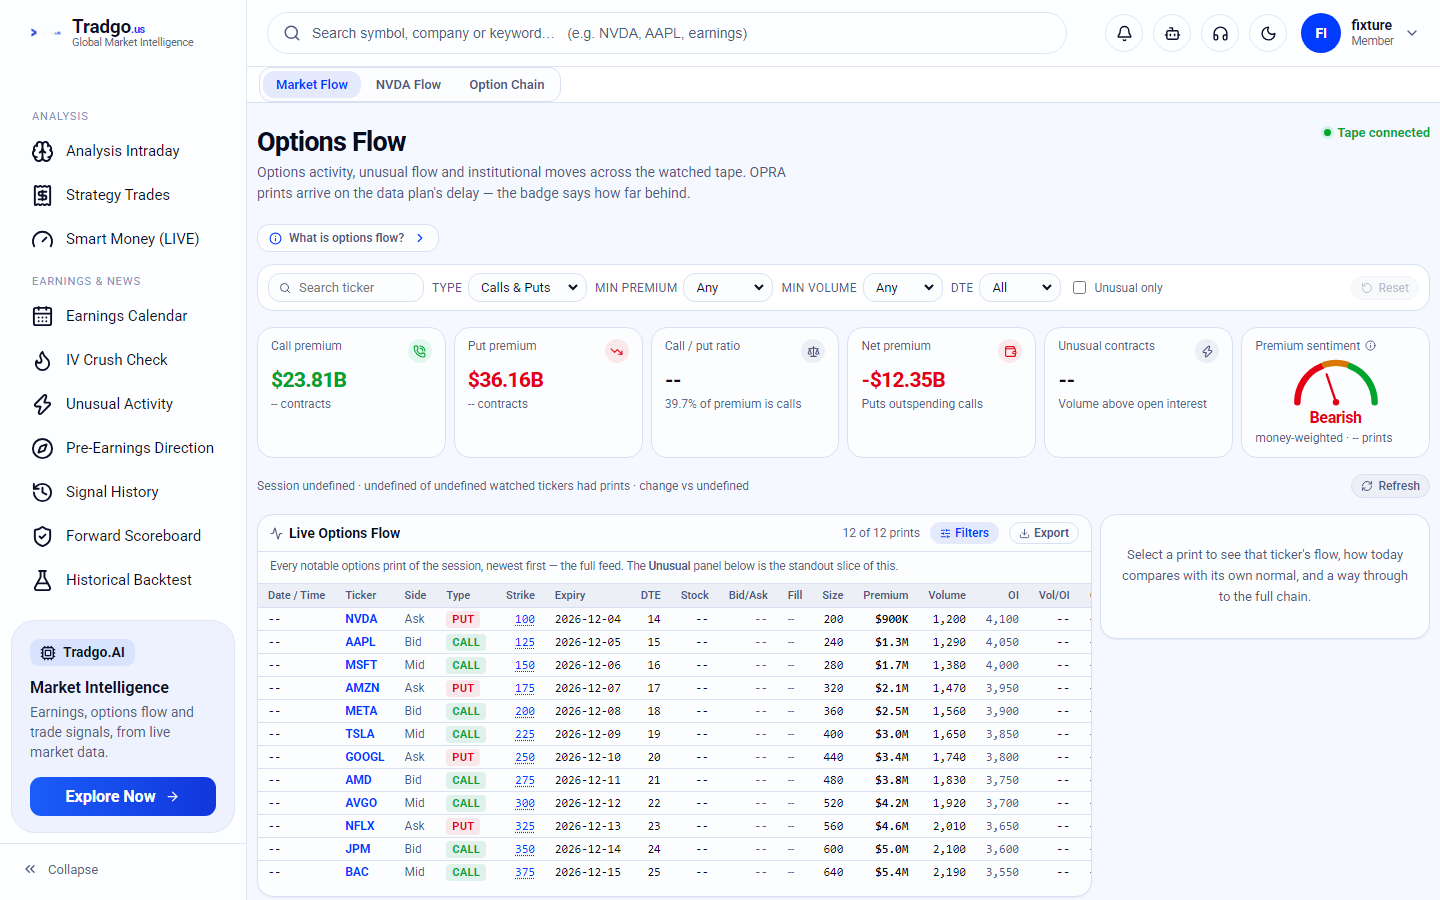 Tradgo.us
Global Market Intelligence
Search symbol, company or keyword... (e.g. NVDA, AAPL, earnings)
FI
fixture
Member
Market Flow NVDA Flow Option Chain
ANALYSIS
Analysis Intraday
Strategy Trades
Smart Money (LIVE)
EARNINGS & NEWS
Earnings Calendar
IV Crush Check
Unusual Activity
Pre-Earnings Direction
Signal History
Forward Scoreboard
Historical Backtest
Tradgo.AI
Market Intelligence
Earnings, options flow and
trade signals, from live
market data.
Explore Now
Collapse
Options Flow
Tape connected
Options activity, unusual flow and institutional moves across the watched tape. OPRA
prints arrive on the data plan's delay — the badge says how far behind.
What is options flow?
Search ticker TYPE Calls & Puts MIN PREMIUM Any MIN VOLUME Any DTE All Unusual only Reset
Call premium
$23.81B
-- contracts
Put premium
$36.16B
-- contracts
Call / put ratio
--
39.7% of premium is calls
Net premium
-$12.35B
Puts outspending calls
Unusual contracts
--
Volume above open interest
Premium sentiment
Bearish
money-weighted · -- prints
Session undefined · undefined of undefined watched tickers had prints · change vs undefined
Refresh
Live Options Flow 12 of 12 prints Filters Export
Every notable options print of the session, newest first — the full feed. The Unusual panel below is the standout slice of this.
Date / Time Ticker Side Type Strike Expiry DTE Stock Bid/Ask Fill Size Premium Volume OI Vol/OI
-- NVDA Ask PUT 100 2026-12-04 14 -- -- -- 200 $900K 1,200 4,100 --
-- AAPL Bid CALL 125 2026-12-05 15 -- -- -- 240 $1.3M 1,290 4,050 --
-- MSFT Mid CALL 150 2026-12-06 16 -- -- -- 280 $1.7M 1,380 4,000 --
-- AMZN Ask PUT 175 2026-12-07 17 -- -- -- 320 $2.1M 1,470 3,950 --
-- META Bid CALL 200 2026-12-08 18 -- -- -- 360 $2.5M 1,560 3,900 --
-- TSLA Mid CALL 225 2026-12-09 19 -- -- -- 400 $3.0M 1,650 3,850 --
-- GOOGL Ask PUT 250 2026-12-10 20 -- -- -- 440 $3.4M 1,740 3,800 --
-- AMD Bid CALL 275 2026-12-11 21 -- -- -- 480 $3.8M 1,830 3,750 --
-- AVGO Mid CALL 300 2026-12-12 22 -- -- -- 520 $4.2M 1,920 3,700 --
-- NFLX Ask PUT 325 2026-12-13 23 -- -- -- 560 $4.6M 2,010 3,650 --
-- JPM Bid CALL 350 2026-12-14 24 -- -- -- 600 $5.0M 2,100 3,600 --
-- BAC Mid CALL 375 2026-12-15 25 -- -- -- 640 $5.4M 2,190 3,550 --
Select a print to see that ticker's flow, how today
compares with its own normal, and a way through
to the full chain.